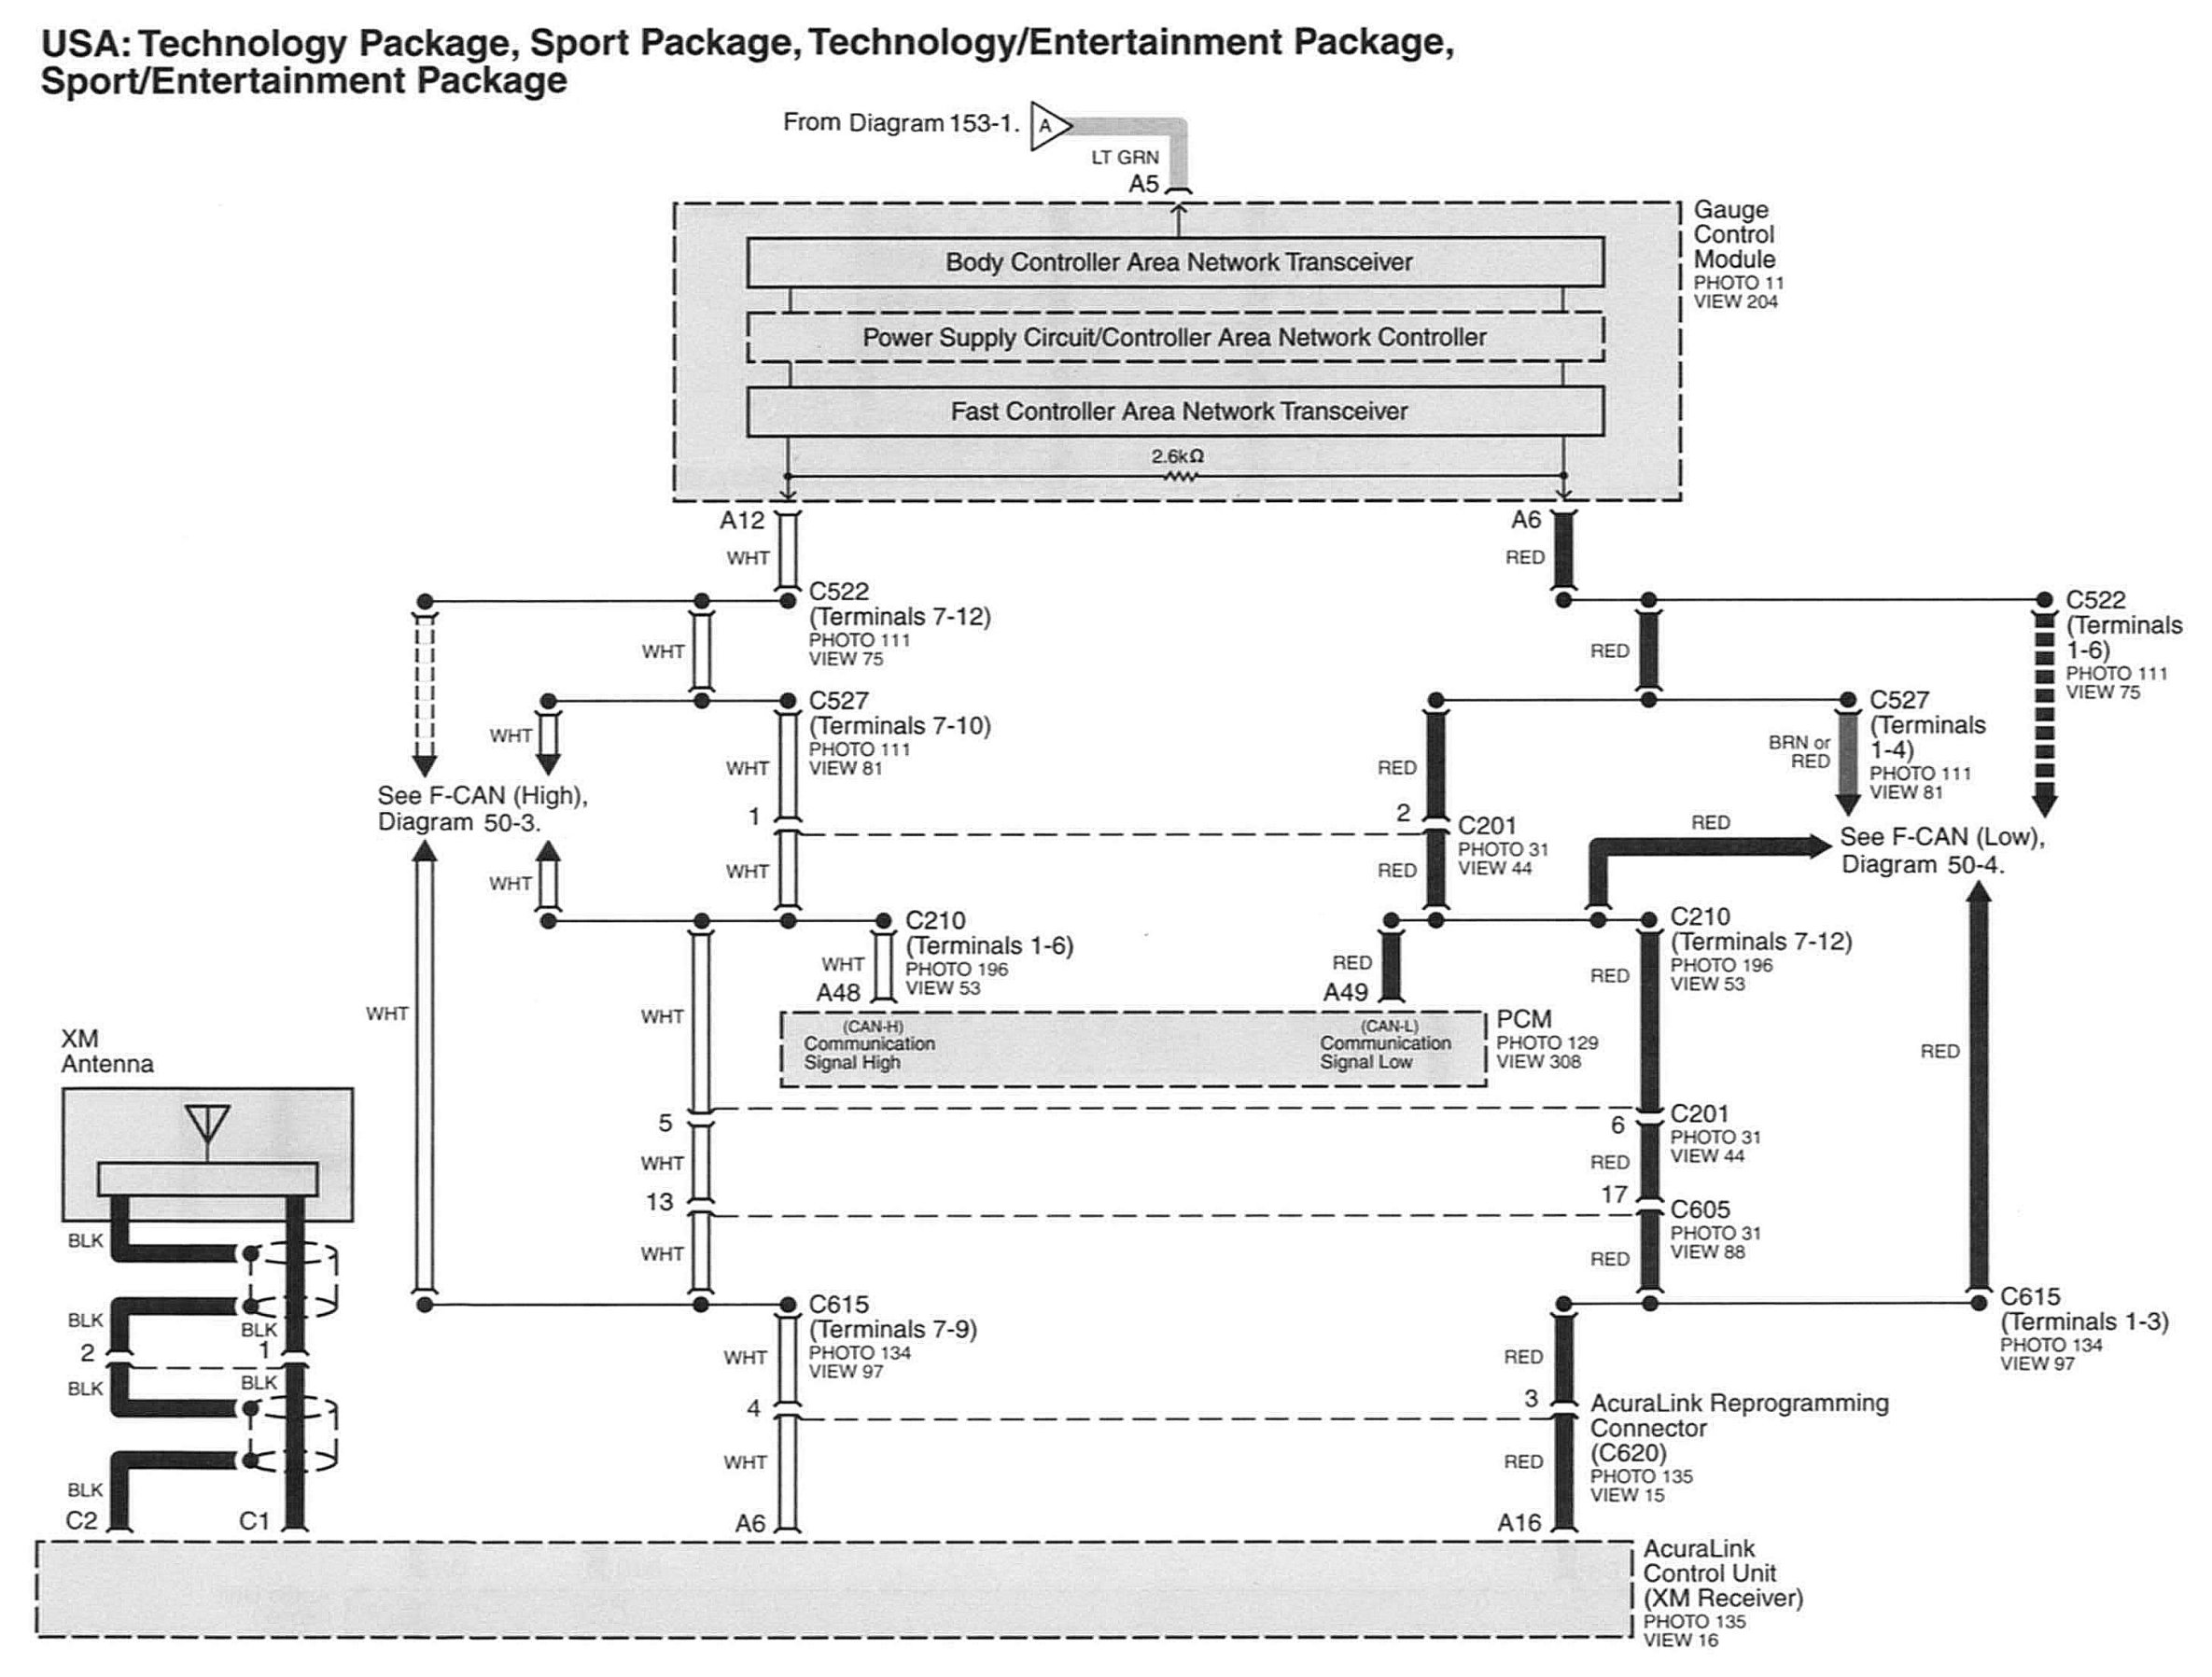 USA: Technology Package, Sport Package, Technology/Entertainment Package,
Sport/Entertainment Package
From Diagram 153-1.
A
LT GRN
A5
Gauge
Control
Module
PHOTO 11
VIEW 204
Body Controller Area Network Transceiver
Power Supply Circuit/Controller Area Network Controller
Fast Controller Area Network Transceiver
2.6kΩ
A12
WHT
A6
RED
C522
(Terminals 7-12)
PHOTO 111
VIEW 75
WHT
RED
C522
(Terminals
1-6)
PHOTO 111
VIEW 75
C527
(Terminals 7-10)
PHOTO 111
VIEW 81
WHT
WHT
1
RED
2
C527
(Terminals
1-4)
PHOTO 111
VIEW 81
BRN or
RED
See F-CAN (High),
Diagram 50-3.
C201
PHOTO 31
VIEW 44
RED
See F-CAN (Low),
Diagram 50-4.
WHT
WHT
RED
C210
(Terminals 1-6)
PHOTO 196
VIEW 53
WHT
A48
RED
A49
C210
(Terminals 7-12)
PHOTO 196
VIEW 53
RED
WHT
WHT
(CAN-H)
Communication
Signal High
(CAN-L)
Communication
Signal Low
PCM
PHOTO 129
VIEW 308
RED
XM
Antenna
5
6
C201
PHOTO 31
VIEW 44
WHT
RED
13
17
C605
PHOTO 31
VIEW 88
WHT
RED
BLK
BLK
BLK
2
1
BLK
BLK
BLK
C2
C1
C615
(Terminals 7-9)
PHOTO 134
VIEW 97
C615
(Terminals 1-3)
PHOTO 134
VIEW 97
WHT
RED
4
3
AcuraLink Reprogramming
Connector
(C620)
PHOTO 135
VIEW 15
WHT
RED
A6
A16
AcuraLink
Control Unit
(XM Receiver)
PHOTO 135
VIEW 16